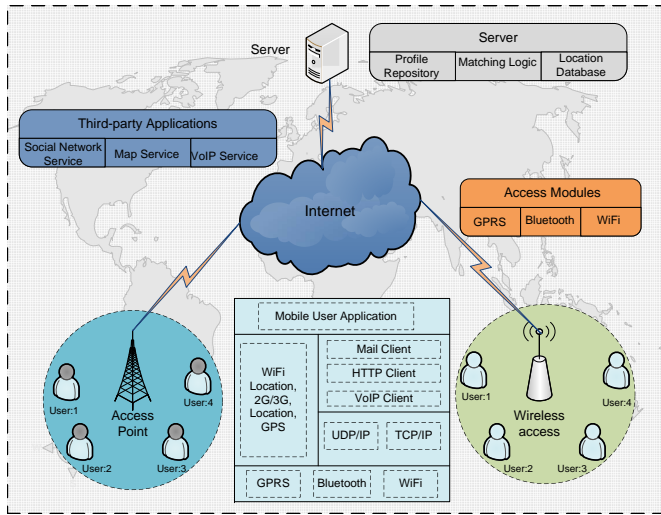 Server
Server
Profile Repository
Matching Logic
Location Database
Third-party Applications
Social Network Service
Map Service
VoIP Service
Internet
Access Modules
GPRS
Bluetooth
WiFi
Mobile User Application
WiFi
Location,
2G/3G,
Location,
GPS
Mail Client
HTTP Client
VoIP Client
UDP/IP
TCP/IP
GPRS
Bluetooth
WiFi
User:1
User:4
Access
Point
User:2
User:3
User:1
User:4
Wireless
access
User:2
User:3